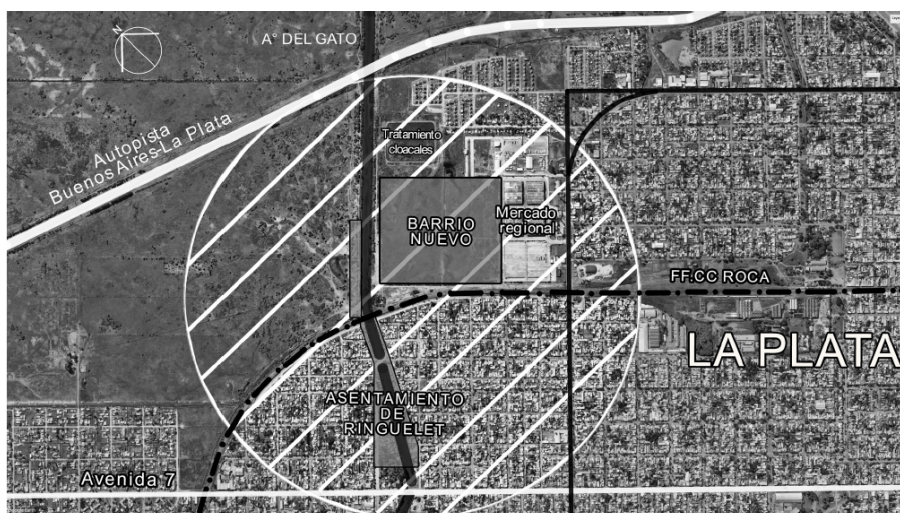 N
A° DEL GATO
Autopista
Buenos Aires-La Plata
Tratamiento
cloacales
BARRIO
NUEVO
Mercado
regional
FF.CC ROCA
LA PLATA
ASENTAMIENTO
DE
RINGUELET
Avenida 7